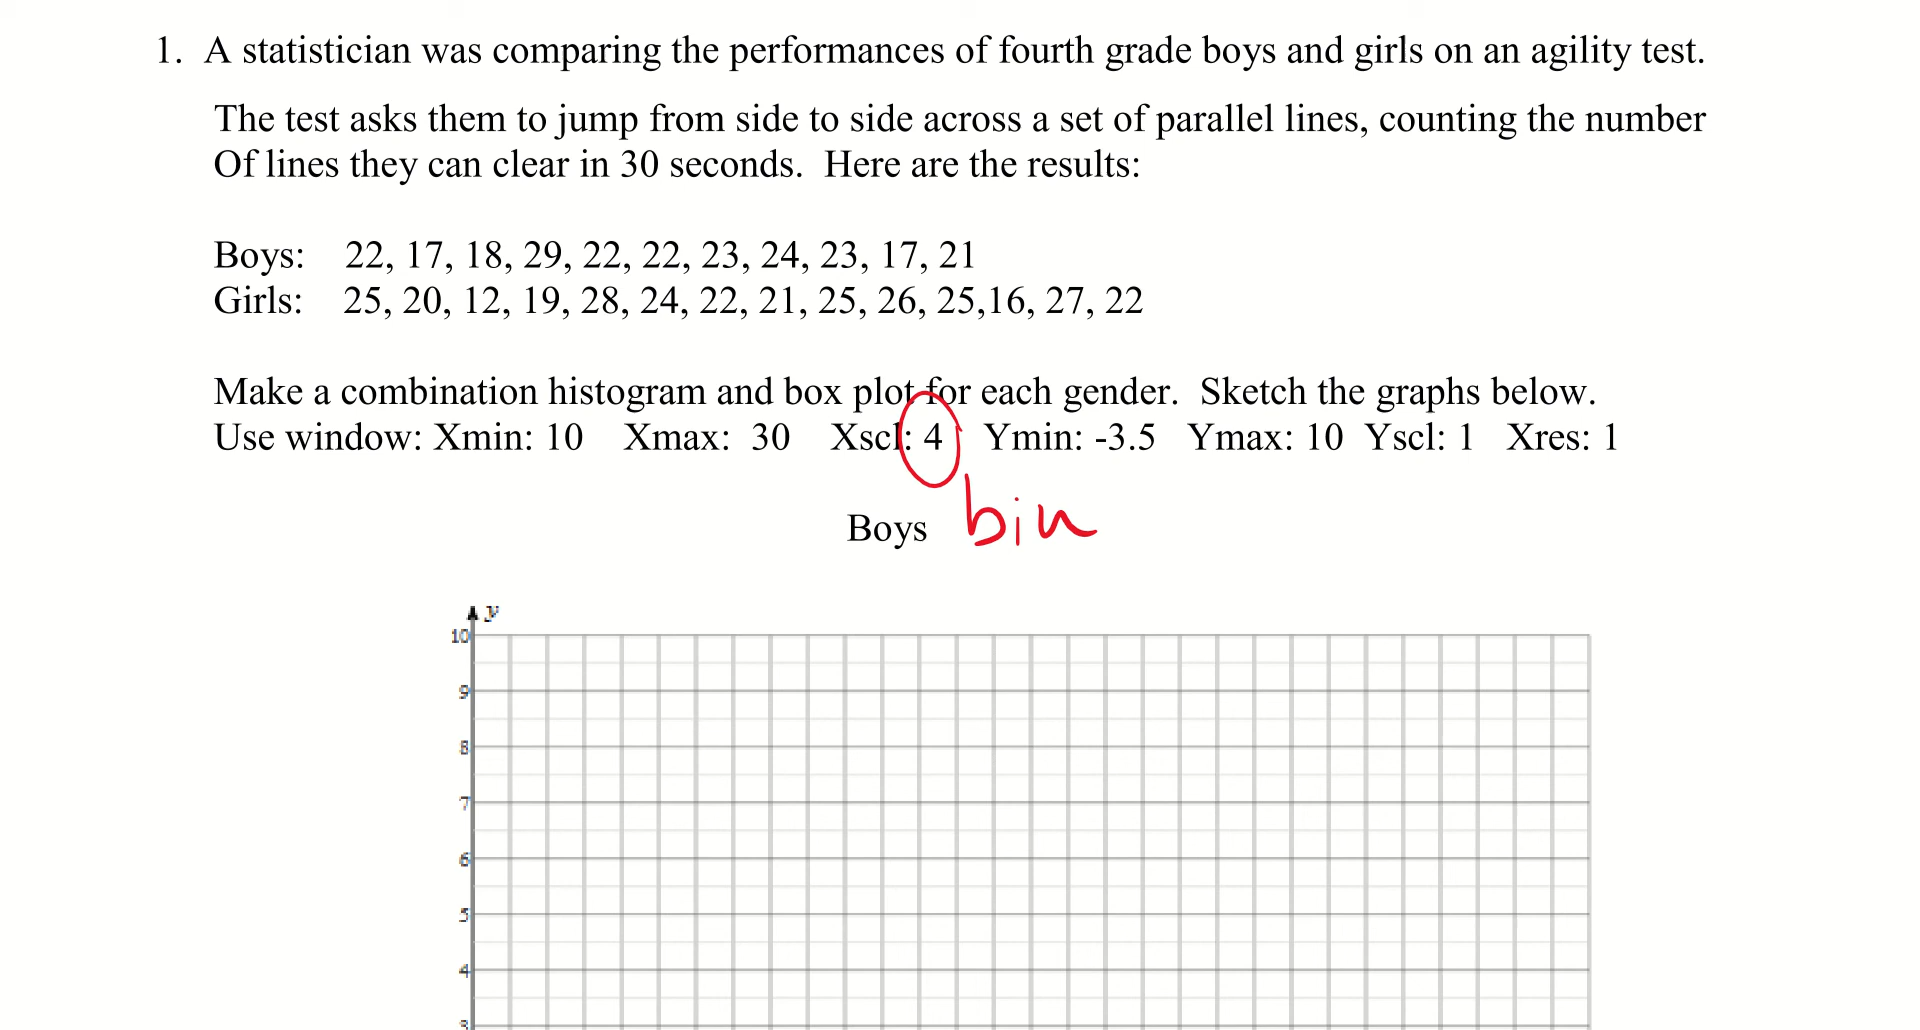 1. A statistician was comparing the performances of fourth grade boys and girls on an agility test.
The test asks them to jump from side to side across a set of parallel lines, counting the number
Of lines they can clear in 30 seconds. Here are the results:
Boys: 22, 17, 18, 29, 22, 22, 23, 24, 23, 17, 21
Girls: 25, 20, 12, 19, 28, 24, 22, 21, 25, 26, 25,16, 27, 22
Make a combination histogram and box plot for each gender. Sketch the graphs below.
Use window: Xmin: 10 Xmax: 30 Xscl: 4 Ymin: -3.5 Ymax: 10 Yscl: 1 Xres: 1
Boys bin
y
10
9
8
7
6
5
4
3